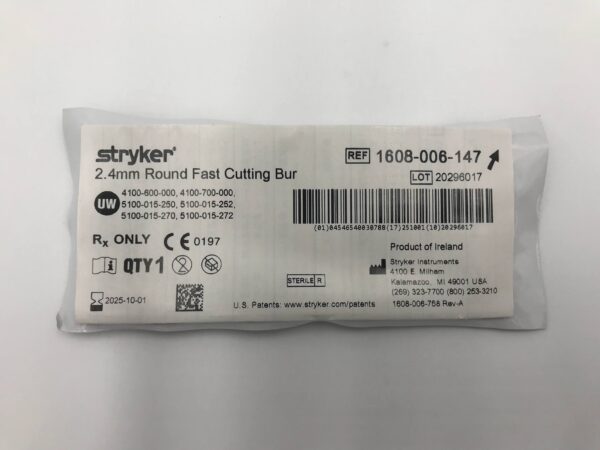 stryker®
2.4mm Round Fast Cutting Bur
UW
4100-600-000, 4100-700-000,
5100-015-250, 5100-015-252,
5100-015-270, 5100-015-272
Rx ONLY CE 0197
i QTY 1 2
2025-10-01
STERILE R
U.S. Patents: www.stryker.com/patents
REF 1608-006-147
LOT 20296017
(01)04546540030788(17)251001(10)20296017
Product of Ireland
Stryker Instruments
4100 E. Milham
Kalamazoo, MI 49001 USA
(269) 323-7700 (800) 253-3210
1608-006-768 Rev-A